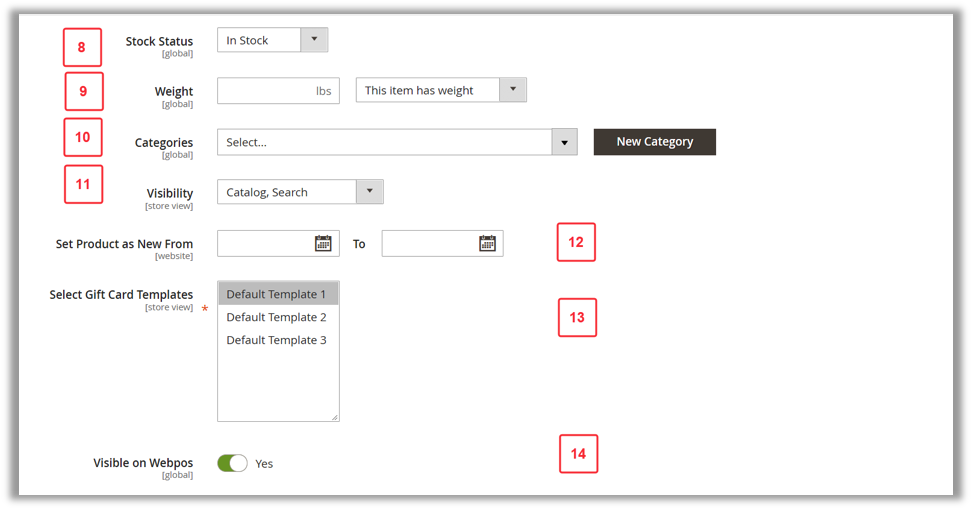 8 Stock Status In Stock
[global]
9 Weight lbs This item has weight
[global]
10 Categories Select... New Category
[global]
11 Visibility Catalog, Search
[store view]
Set Product as New From To 12
[website]
Select Gift Card Templates Default Template 1
[store view] * Default Template 2 13
Default Template 3
Visible on Webpos Yes 14
[global]